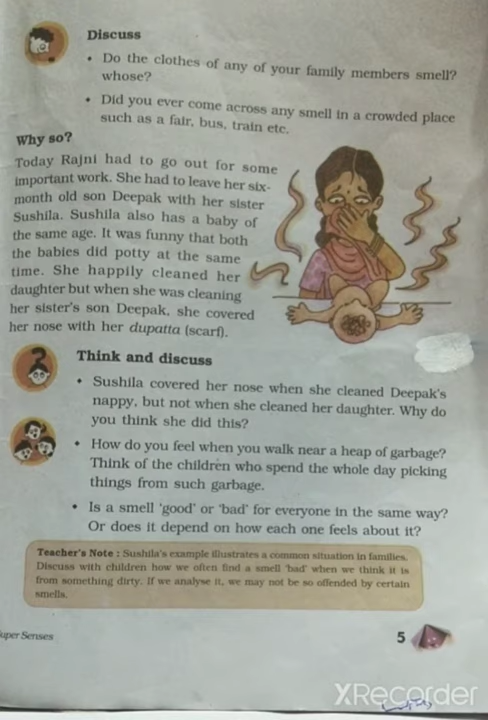 Discuss
• Do the clothes of any of your family members smell?
whose?
• Did you ever come across any smell in a crowded place
such as a fair, bus, train etc.
Why so?
Today Rajni had to go out for some
important work. She had to leave her six-
month old son Deepak with her sister
Sushila. Sushila also has a baby of
the same age. It was funny that both
the babies did potty at the same
time. She happily cleaned her
daughter but when she was cleaning
her sister's son Deepak, she covered
her nose with her dupatta (scarf).
Think and discuss
• Sushila covered her nose when she cleaned Deepak's
nappy, but not when she cleaned her daughter. Why do
you think she did this?
• How do you feel when you walk near a heap of garbage?
Think of the children who spend the whole day picking
things from such garbage.
• Is a smell 'good' or 'bad' for everyone in the same way?
Or does it depend on how each one feels about it?
Teacher's Note : Sushila's example illustrates a common situation in families.
Discuss with children how we often find a smell 'bad' when we think it is
from something dirty. If we analyse it, we may not be so offended by certain
smells.
uper Senses
5
XRecorder